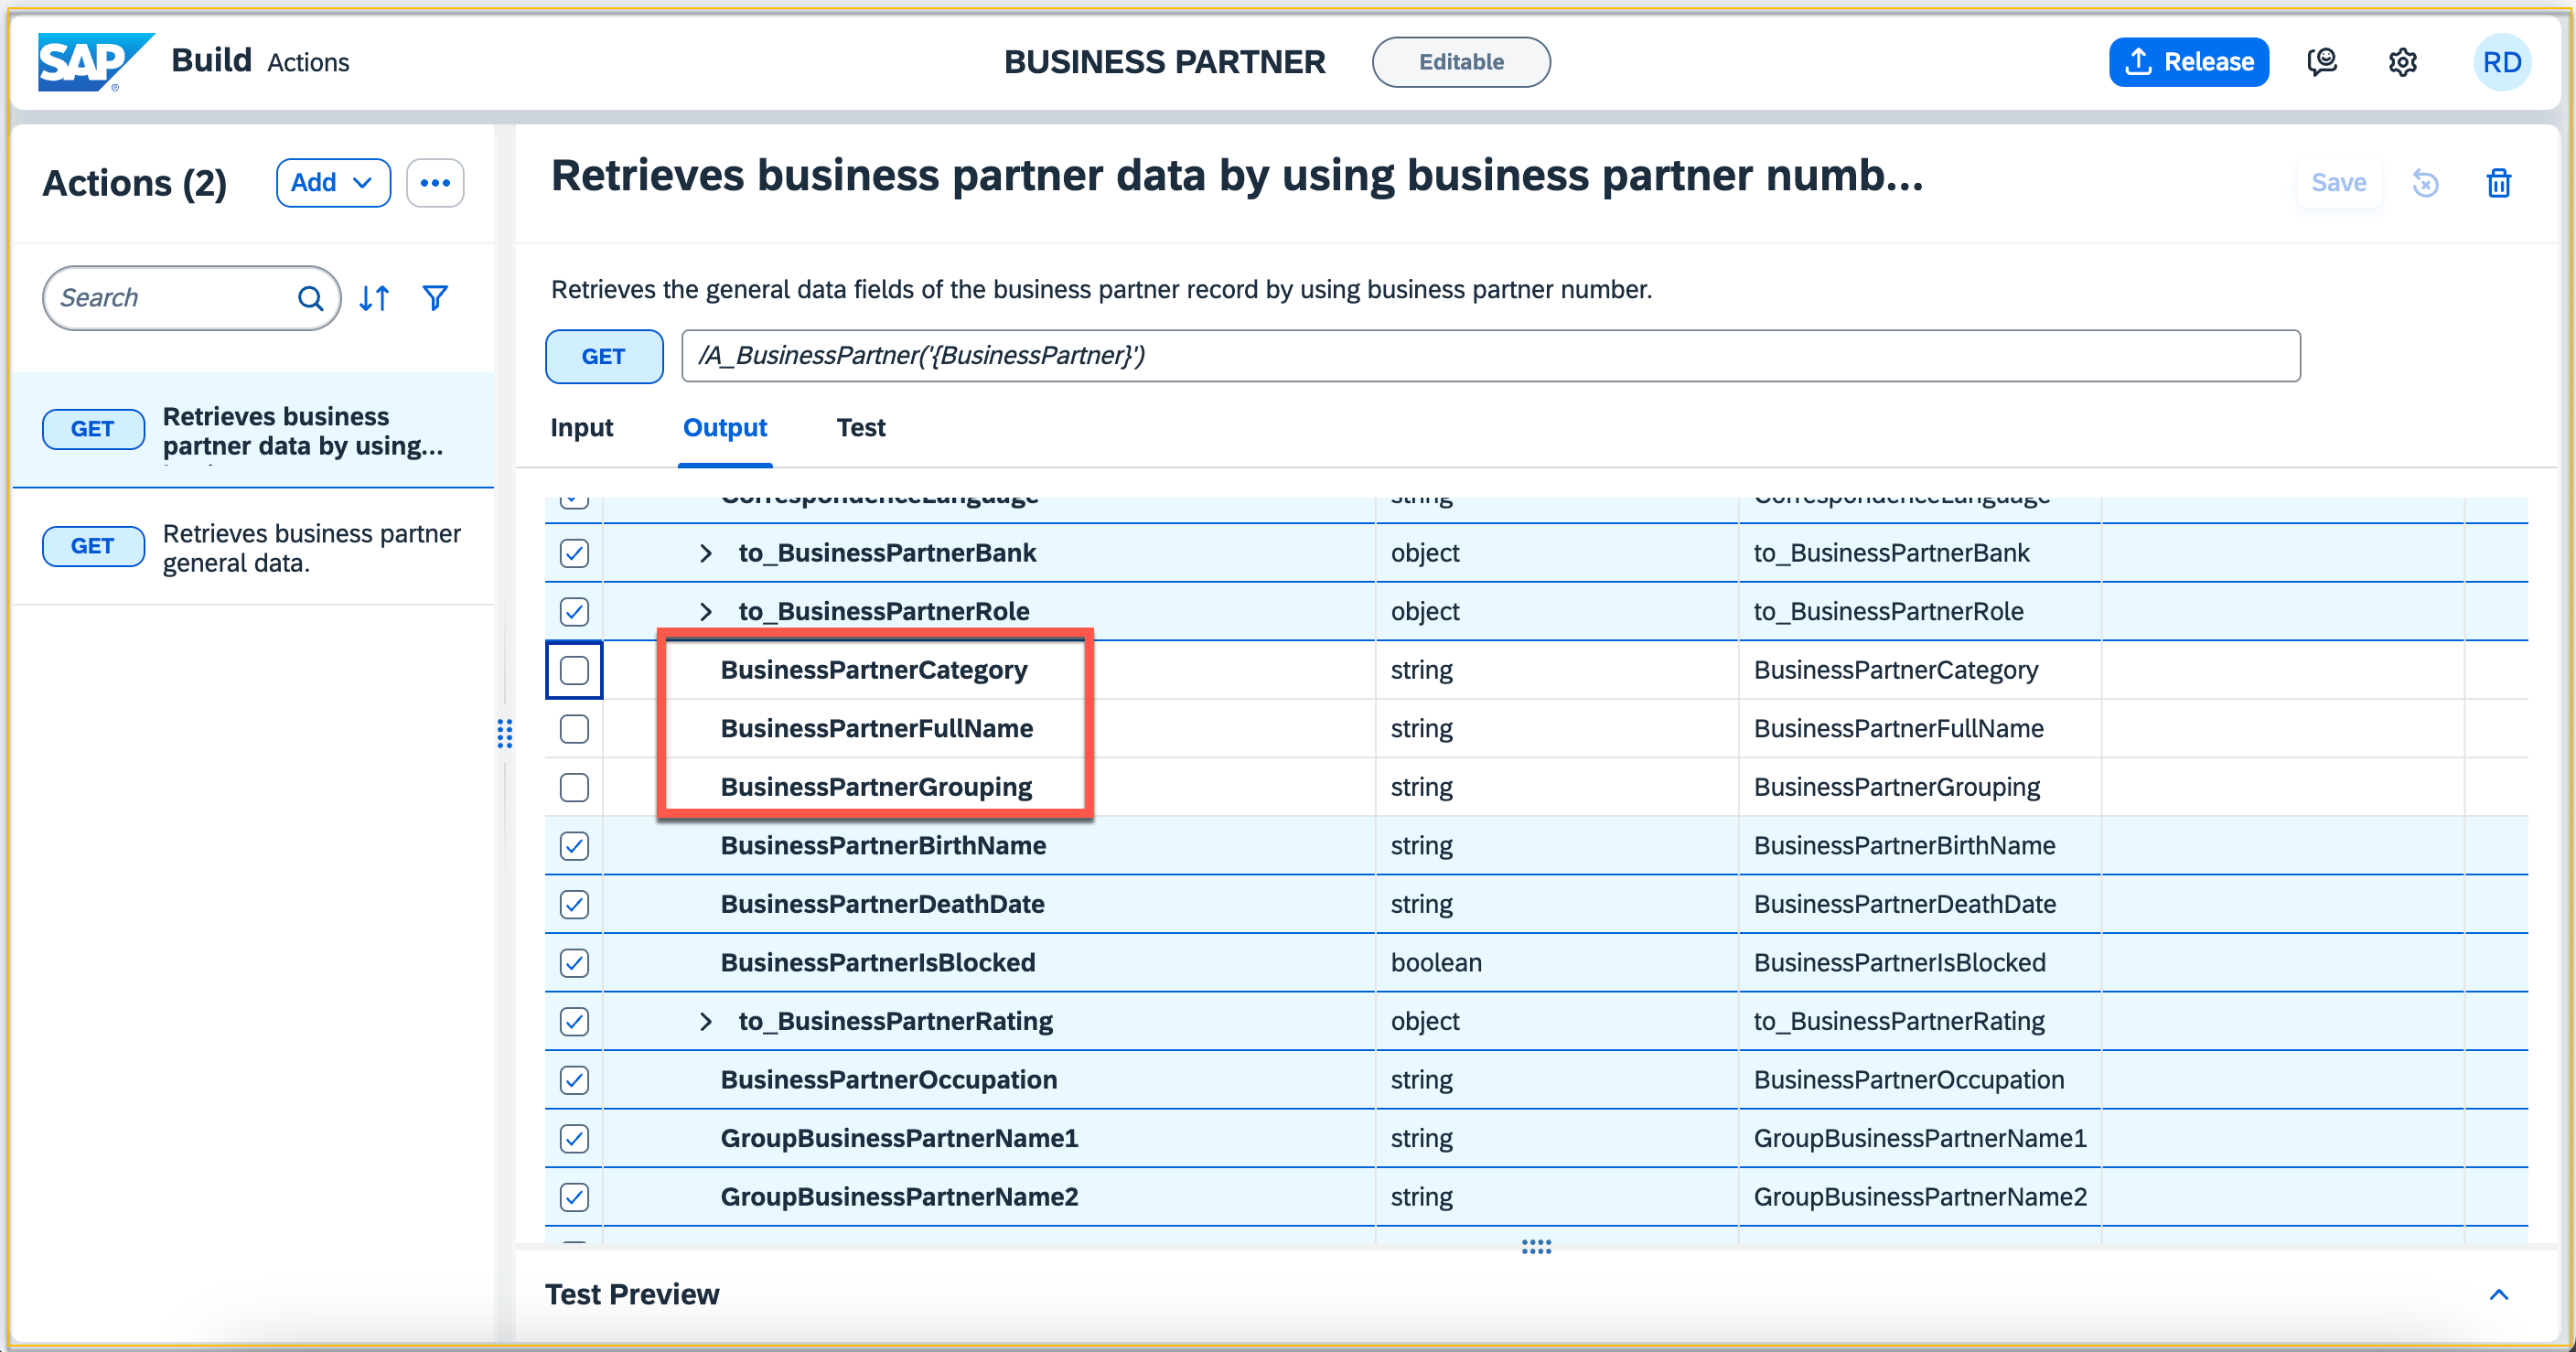 SAP Build Actions
BUSINESS PARTNER
Editable
Release
RD
Actions (2)
Add
Search
GET
Retrieves business
partner data by using...
GET
Retrieves business partner
general data.
Retrieves business partner data by using business partner numb...
Save
Retrieves the general data fields of the business partner record by using business partner number.
GET
/A_BusinessPartner('{BusinessPartner}')
Input Output Test
CorrespondenceLanguage string CorrespondenceLanguage
to_BusinessPartnerBank object to_BusinessPartnerBank
to_BusinessPartnerRole object to_BusinessPartnerRole
BusinessPartnerCategory string BusinessPartnerCategory
BusinessPartnerFullName string BusinessPartnerFullName
BusinessPartnerGrouping string BusinessPartnerGrouping
BusinessPartnerBirthName string BusinessPartnerBirthName
BusinessPartnerDeathDate string BusinessPartnerDeathDate
BusinessPartnerIsBlocked boolean BusinessPartnerIsBlocked
to_BusinessPartnerRating object to_BusinessPartnerRating
BusinessPartnerOccupation string BusinessPartnerOccupation
GroupBusinessPartnerName1 string GroupBusinessPartnerName1
GroupBusinessPartnerName2 string GroupBusinessPartnerName2
Test Preview